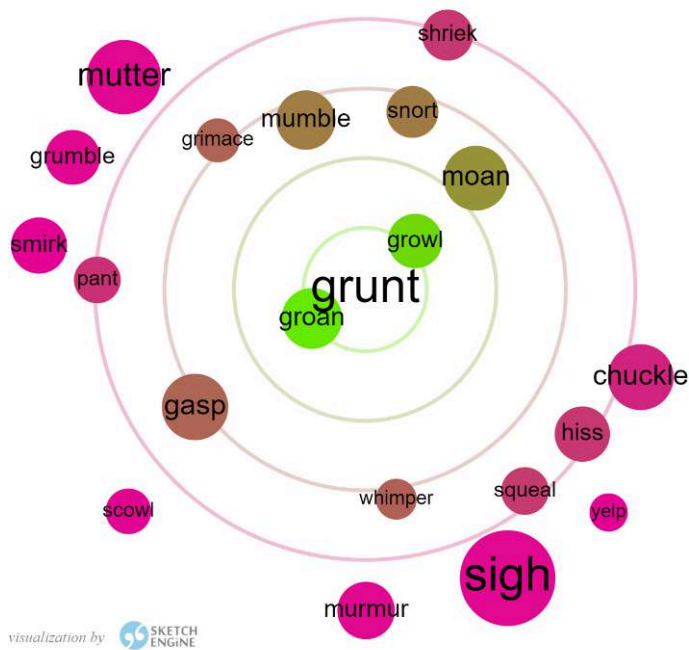 shriek
mutter
snort
mumble
grimace
grumble
moan
growl
smirk
pant
grunt
groan
chuckle
gasp
hiss
squeal
whimper
scowl
yelp
sigh
murmur
visualization by SKETCH
ENGINE